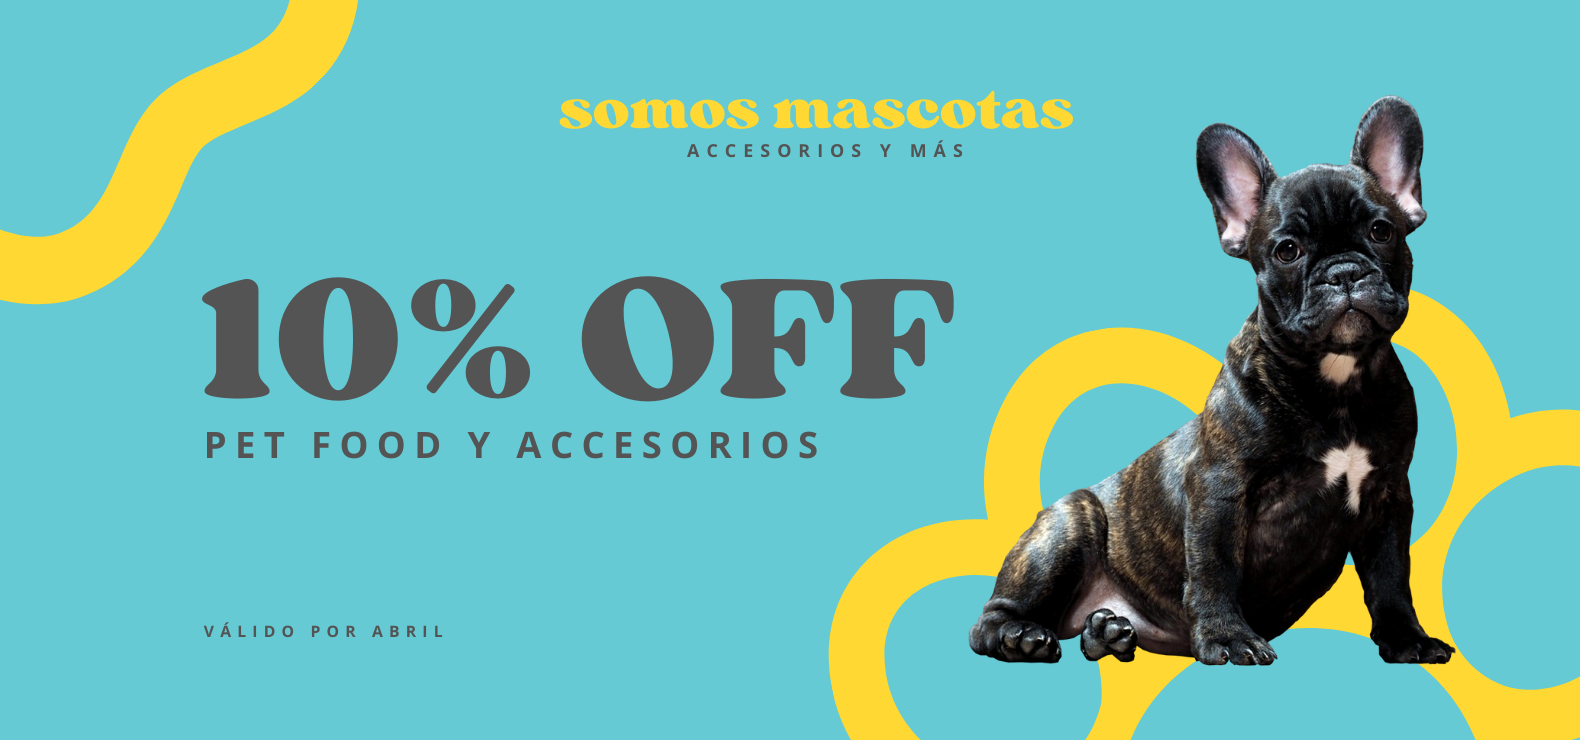 somos mascotas
ACCESORIOS Y MÁS
10% OFF
PET FOOD Y ACCESORIOS
VÁLIDO POR ABRIL